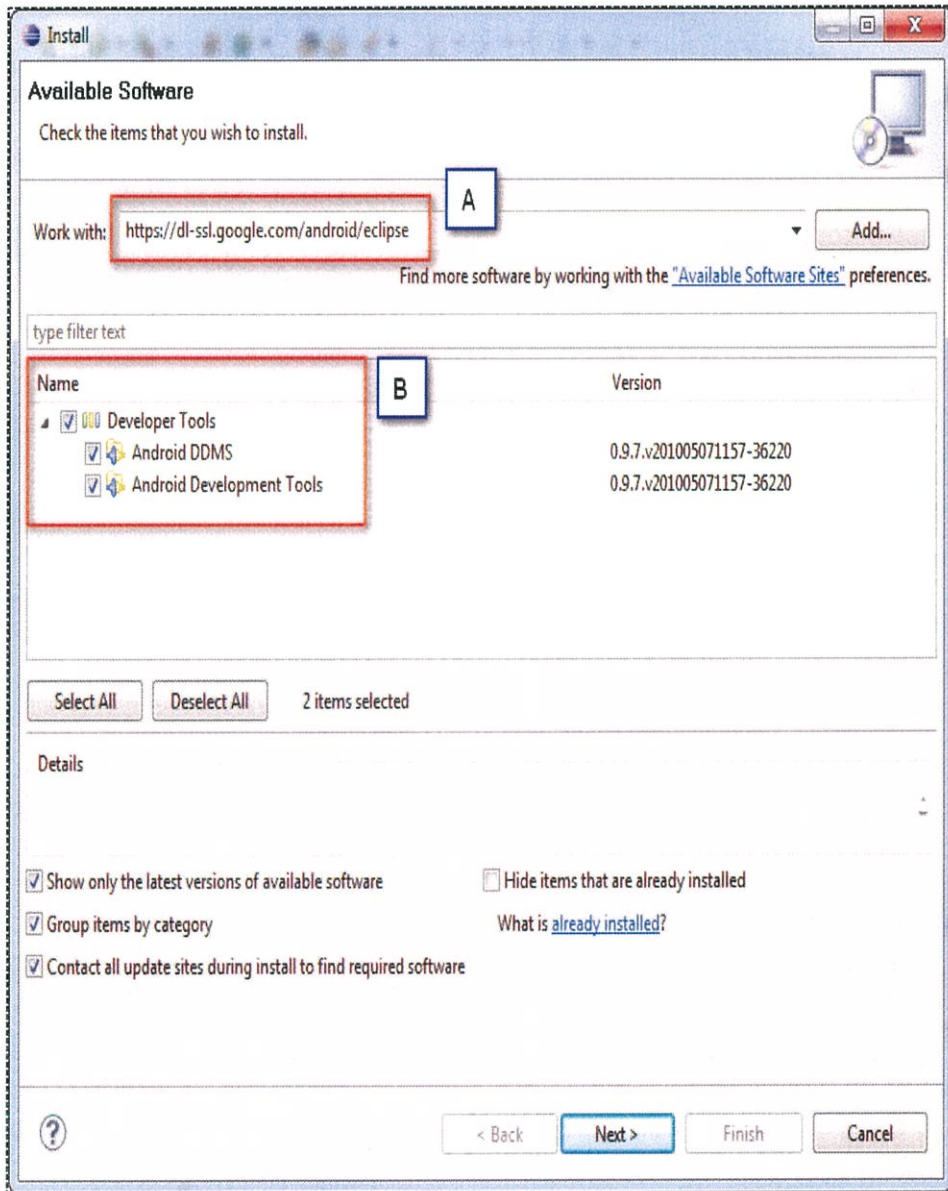 Install
X
Available Software
Check the items that you wish to install.
A
Work with: https://dl-ssl.google.com/android/eclipse Add...
Find more software by working with the "Available Software Sites" preferences.
type filter text
Name Version
B
Developer Tools
Android DDMS 0.9.7.v201005071157-36220
Android Development Tools 0.9.7.v201005071157-36220
Select All Deselect All 2 items selected
Details
Show only the latest versions of available software Hide items that are already installed
Group items by category What is already installed?
Contact all update sites during install to find required software
? < Back Next > Finish Cancel